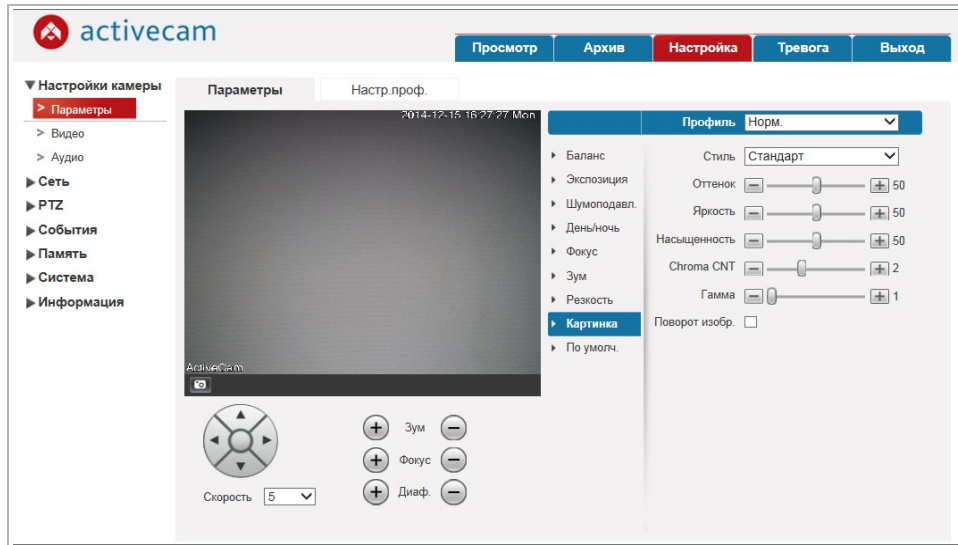 activecam
Просмотр Архив Настройка Тревога Выход
Настройки камеры
> Параметры
> Видео
> Аудио
Сеть
PTZ
События
Память
Система
Информация
Параметры Настр.проф.
2014-12-15 16:27:27 Mon
ActiveCam
Профиль Норм.
Баланс
Экспозиция
Шумоподавл.
День/ночь
Фокус
Зум
Резкость
Картинка
По умолч.
Стиль Стандарт
Оттенок 50
Яркость 50
Насыщенность 50
Chroma CNT 2
Гамма 1
Поворот изобр.
Зум
Фокус
Диаф.
Скорость 5